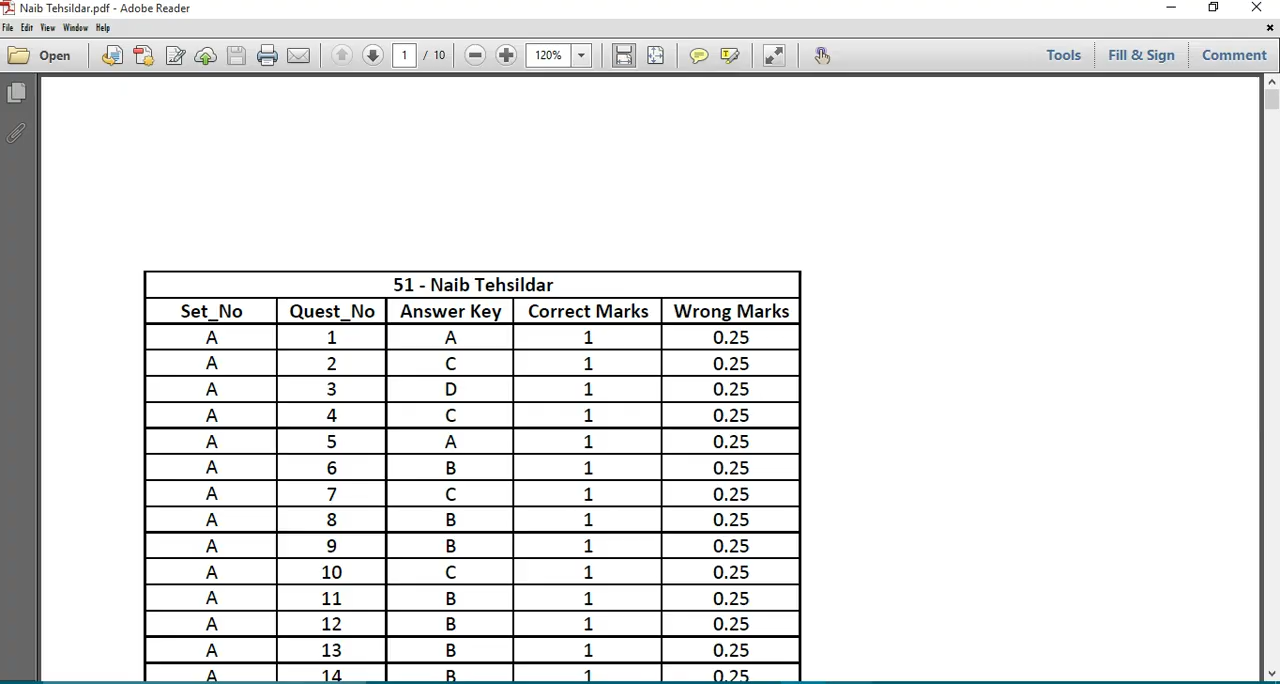 Naib Tehsildar.pdf - Adobe Reader
File Edit View Window Help
Open 1 / 10 120% Tools Fill & Sign Comment
51 - Naib Tehsildar
Set_No Quest_No Answer Key Correct Marks Wrong Marks
A 1 A 1 0.25
A 2 C 1 0.25
A 3 D 1 0.25
A 4 C 1 0.25
A 5 A 1 0.25
A 6 B 1 0.25
A 7 C 1 0.25
A 8 B 1 0.25
A 9 B 1 0.25
A 10 C 1 0.25
A 11 B 1 0.25
A 12 B 1 0.25
A 13 B 1 0.25
A 14 B 1 0.25